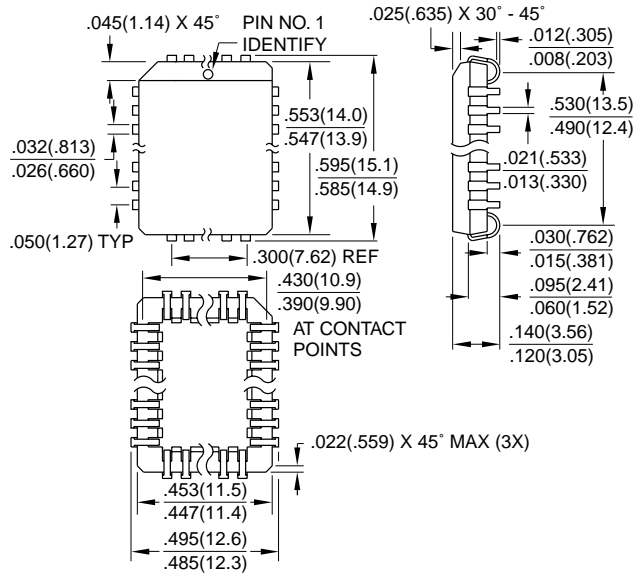 .045(1.14) X 45˚
PIN NO. 1
IDENTIFY
.025(.635) X 30˚ - 45˚
.012(.305)
.008(.203)
.553(14.0)
.547(13.9)
.530(13.5)
.490(12.4)
.032(.813)
.026(.660)
.595(15.1)
.585(14.9)
.021(.533)
.013(.330)
.050(1.27) TYP
.300(7.62) REF
.030(.762)
.015(.381)
.430(10.9)
.390(9.90)
AT CONTACT
POINTS
.095(2.41)
.060(1.52)
.140(3.56)
.120(3.05)
.022(.559) X 45˚ MAX (3X)
.453(11.5)
.447(11.4)
.495(12.6)
.485(12.3)